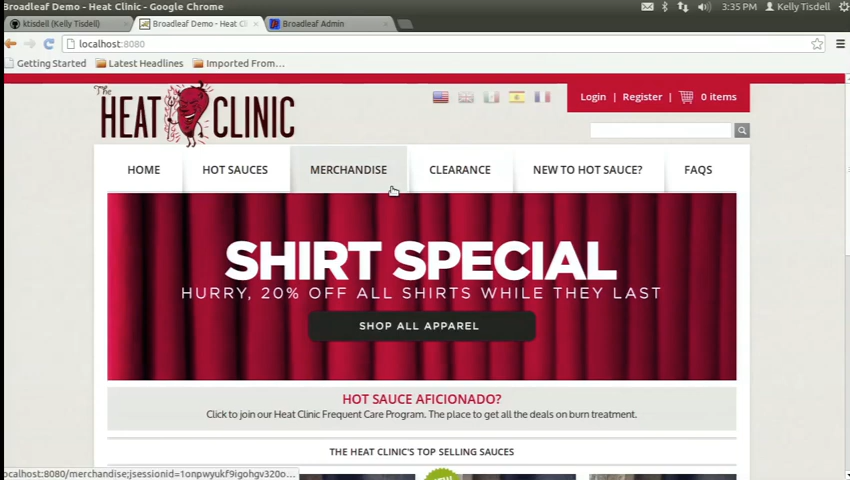 Broadleaf Demo - Heat Clinic - Google Chrome
3:35 PM
Kelly Tisdell
ktisdell (Kelly Tisdell)
Broadleaf Demo - Heat Cl
Broadleaf Admin
localhost:8080
Getting Started
Latest Headlines
Imported From...
The HEAT CLINIC
Login | Register | 0 items
HOME
HOT SAUCES
MERCHANDISE
CLEARANCE
NEW TO HOT SAUCE?
FAQS
SHIRT SPECIAL
HURRY, 20% OFF ALL SHIRTS WHILE THEY LAST
SHOP ALL APPAREL
HOT SAUCE AFICIONADO?
Click to join our Heat Clinic Frequent Care Program. The place to get all the deals on burn treatment.
THE HEAT CLINIC'S TOP SELLING SAUCES